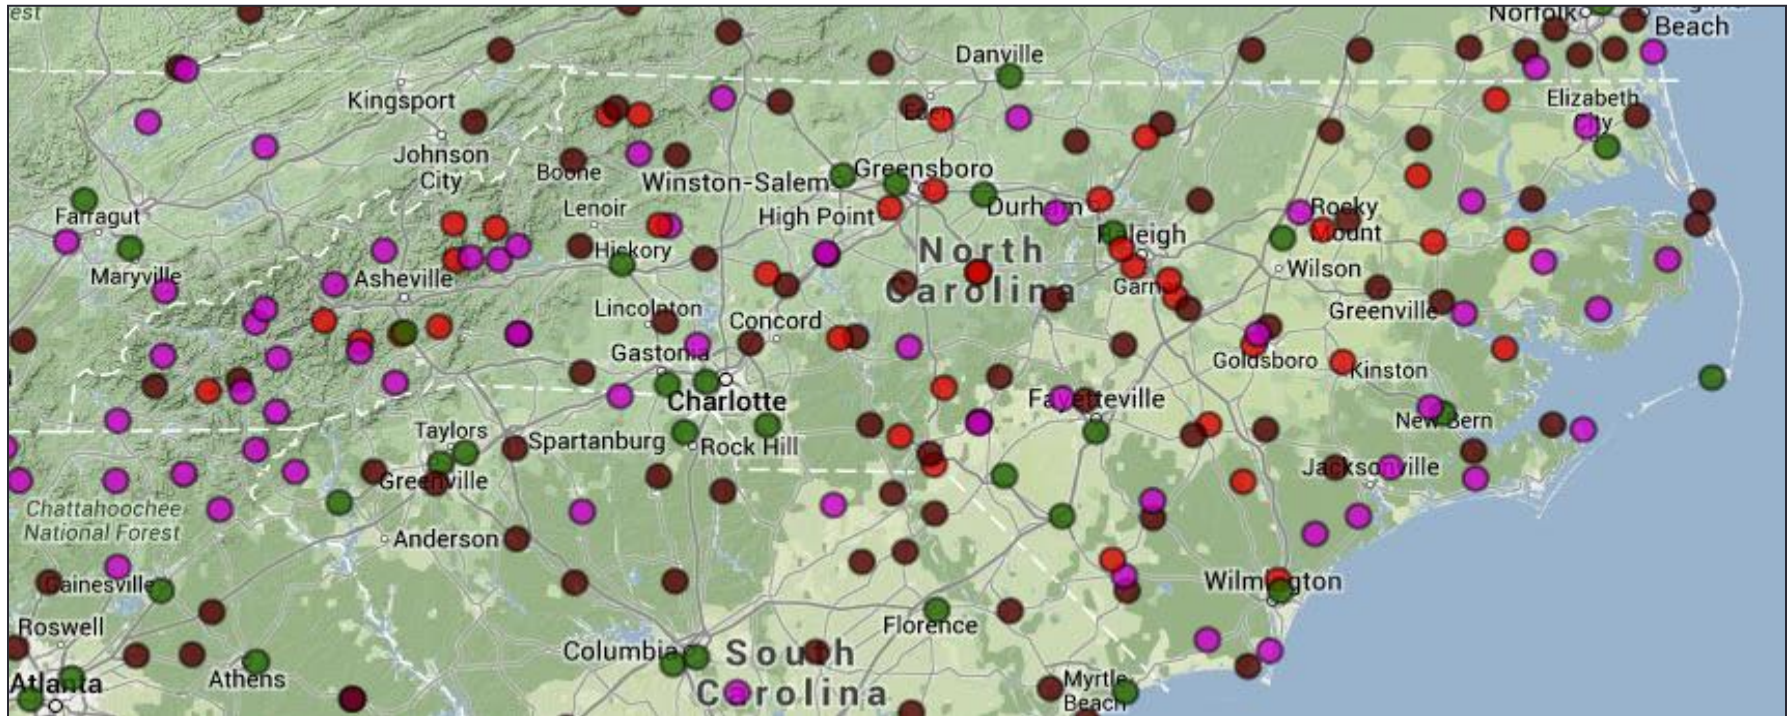 est
Norfolk
Beach
Danville
Kingsport
Eden
Elizabeth
City
Johnson
City
Boone
Greensboro
Winston-Salem
Farragut
Lenoir
High Point
Durham
Rocky
Mount
Raleigh
North
Carolina
Hickory
Maryville
Asheville
Wilson
Garner
Greenville
Lincolnton
Concord
Gastonia
Goldsboro
Kinston
Charlotte
Fayetteville
New Bern
Taylors
Spartanburg
Rock Hill
Jacksonville
Greenville
Chattahoochee
National Forest
Anderson
Gainesville
Wilmington
Roswell
Florence
Columbia
South
Carolina
Athens
Atlanta
Myrtle
Beach